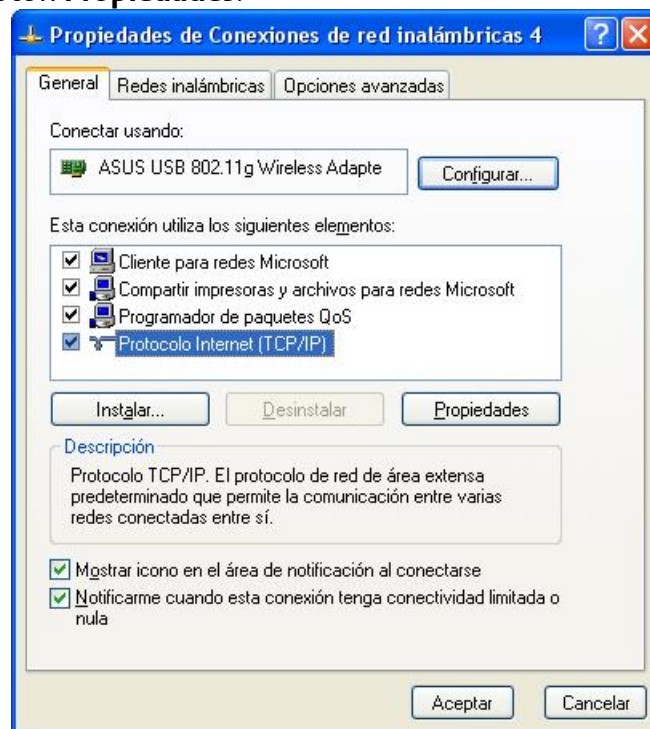 Propiedades.
Propiedades de Conexiones de red inalámbricas 4
General Redes inalámbricas Opciones avanzadas
Conectar usando:
ASUS USB 802.11g Wireless Adapte Configurar...
Esta conexión utiliza los siguientes elementos:
Cliente para redes Microsoft
Compartir impresoras y archivos para redes Microsoft
Programador de paquetes QoS
Protocolo Internet (TCP/IP)
Instalar... Desinstalar Propiedades
Descripción
Protocolo TCP/IP. El protocolo de red de área extensa
predeterminado que permite la comunicación entre varias
redes conectadas entre sí.
Mostrar icono en el área de notificación al conectarse
Notificarme cuando esta conexión tenga conectividad limitada o
nula
Aceptar Cancelar